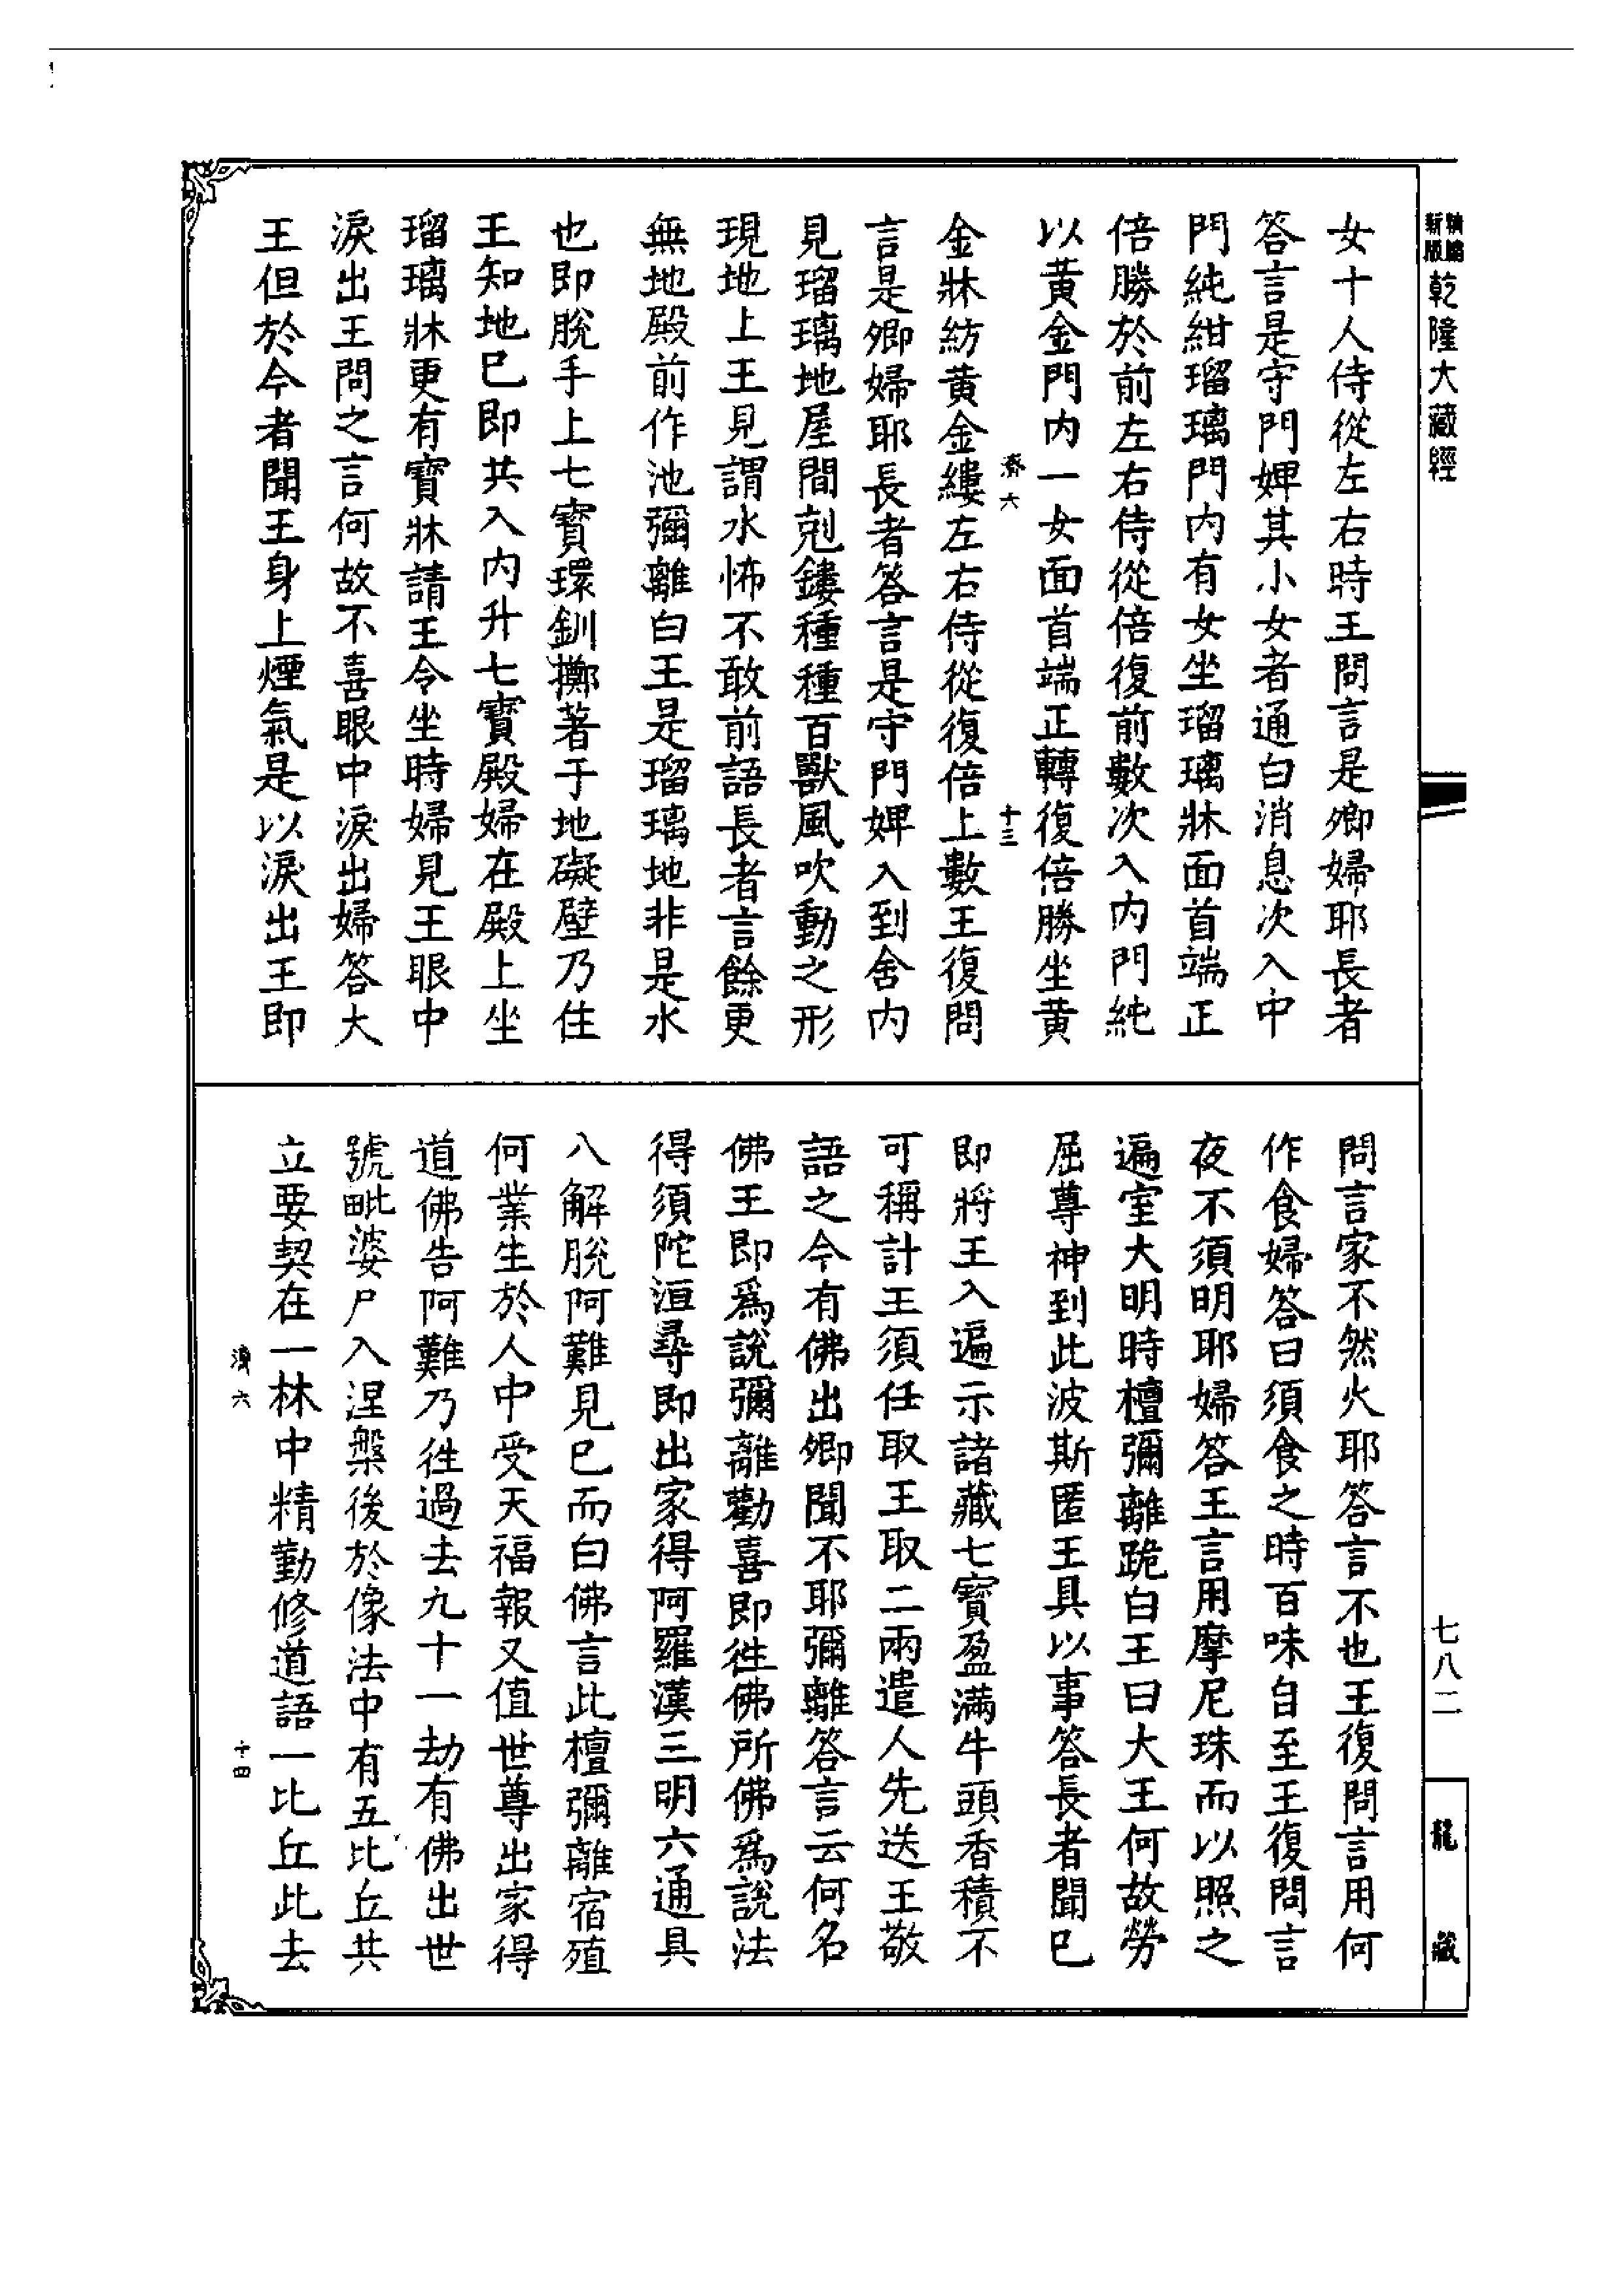 新版
精縮
乾隆大藏經
女十人侍從左右時王問言是卿婦耶長者
答言是守門婢其小女者通白消息次入中
門純紺瑠璃門內有女坐瑠璃牀面首端正
倍勝於前左右侍從倍復前數次入內門純
以黃金門內一女面首端正轉復倍勝坐黃
濟六
十三
金牀紡黃金縷左右侍從復倍上數王復問
言是卿婦耶長者答言是守門婢入到舍內
見瑠璃地屋間剋鏤種種百獸風吹動之形
現地上王見謂水怖不敢前語長者言餘更
無地殿前作池彌離白王是瑠璃地非是水
也即脫手上七寶環釧擲著于地礙壁乃住
王知地已即共入內升七寶殿婦在殿上坐
瑠璃牀更有寶牀請王令坐時婦見王眼中
淚出王問之言何故不喜眼中淚出婦答大
王但於今者聞王身上煙氣是以淚出王即
問言家不然火耶答言不也王復問言用何
作食婦答曰須食之時百味自至王復問言
夜不須明耶婦答王言用摩尼珠而以照之
遍室大明時檀彌離跪白王曰大王何故勞
屈尊神到此波斯匿王具以事答長者聞已
即將王入遍示諸藏七寶盈滿牛頭香積不
可稱計王須任取王取二兩遣人先送王敬
語之今有佛出卿聞不耶彌離答言云何名
佛王即為說彌離勸喜即徃佛所佛為說法
得須陀洹尋即出家得阿羅漢三明六通具
八解脫阿難見已而白佛言此檀彌離宿殖
何業生於人中受天福報又值世尊出家得
道佛告阿難乃徃過去九十一劫有佛出世
號毗婆尸入涅槃後於像法中有五比丘共
立要契在一林中精勤修道語一比丘此去
濟六
十四
七八二
龍藏